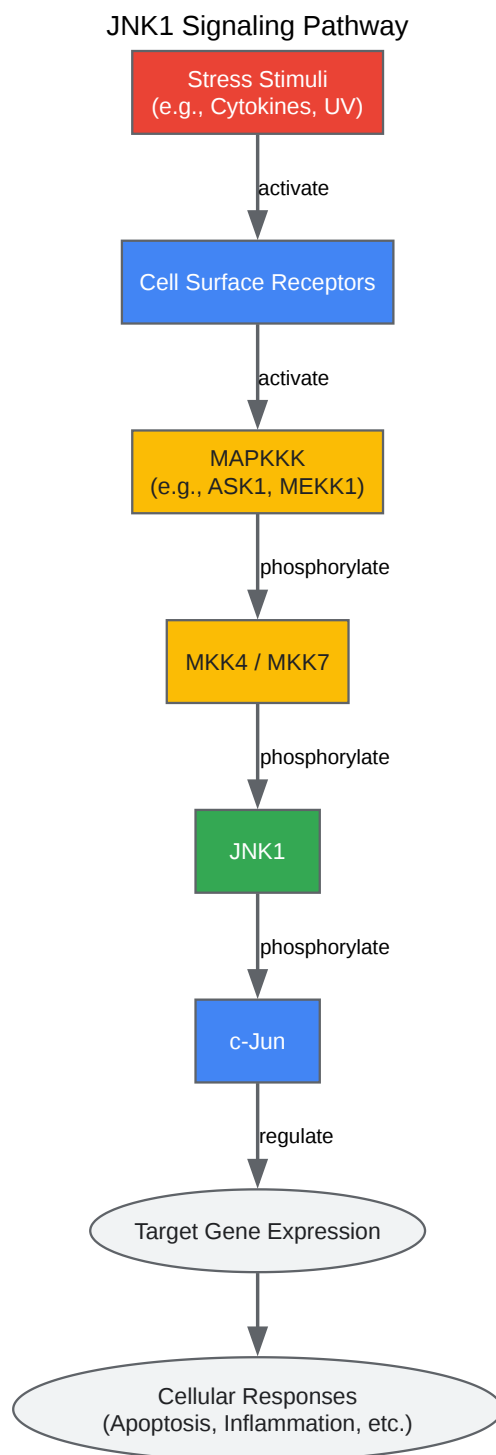 JNK1 Signaling Pathway
Stress Stimuli
(e.g., Cytokines, UV)
activate
Cell Surface Receptors
activate
MAPKKK
(e.g., ASK1, MEKK1)
phosphorylate
MKK4 / MKK7
phosphorylate
JNK1
phosphorylate
c-Jun
regulate
Target Gene Expression
Cellular Responses
(Apoptosis, Inflammation, etc.)